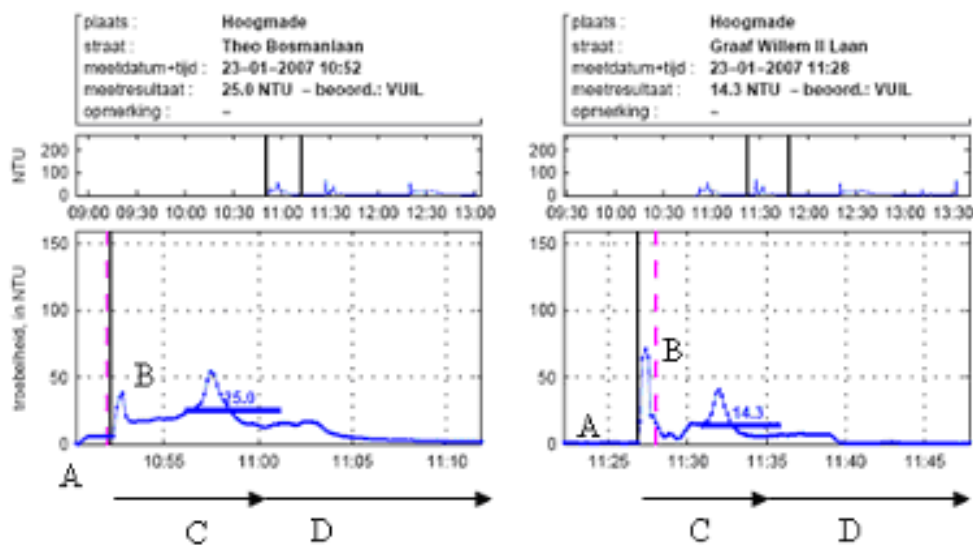 plaats : Hoogmade
straat : Theo Bosmanlaan
meetdatum+tijd : 23-01-2007 10:52
meetresultaat : 25.0 NTU - beoord.: VUIL
opmerking : -
NTU
200
100
0
09:00 09:30 10:00 10:30 11:00 11:30 12:00 12:30 13:00
troebelheid, in NTU
150
100
50
0
B
25.0
10:55 11:00 11:05 11:10
A
C D
plaats : Hoogmade
straat : Graaf Willem II Laan
meetdatum+tijd : 23-01-2007 11:28
meetresultaat : 14.3 NTU - beoord.: VUIL
opmerking : -
200
100
0
09:30 10:00 10:30 11:00 11:30 12:00 12:30 13:00 13:30
150
100
50
0
B
A
14.3
11:25 11:30 11:35 11:40 11:45
C D